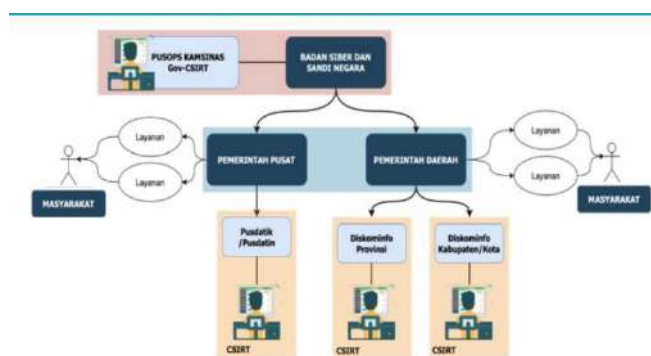 PUSOPS KAMSINAS
Gov-CSIRT
BADAN SIBER DAN
SANDI NEGARA
Layanan
Layanan
MASYARAKAT
PEMERINTAH PUSAT
PEMERINTAH DAERAH
Layanan
Layanan
MASYARAKAT
Pusdatik
/Pusdatin
CSIRT
Diskominfo
Provinsi
CSIRT
Diskominfo
Kabupaten/Kota
CSIRT